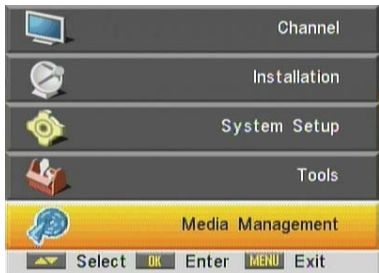 Channel
Installation
System Setup
Tools
Media Management
Select OK Enter MENU Exit